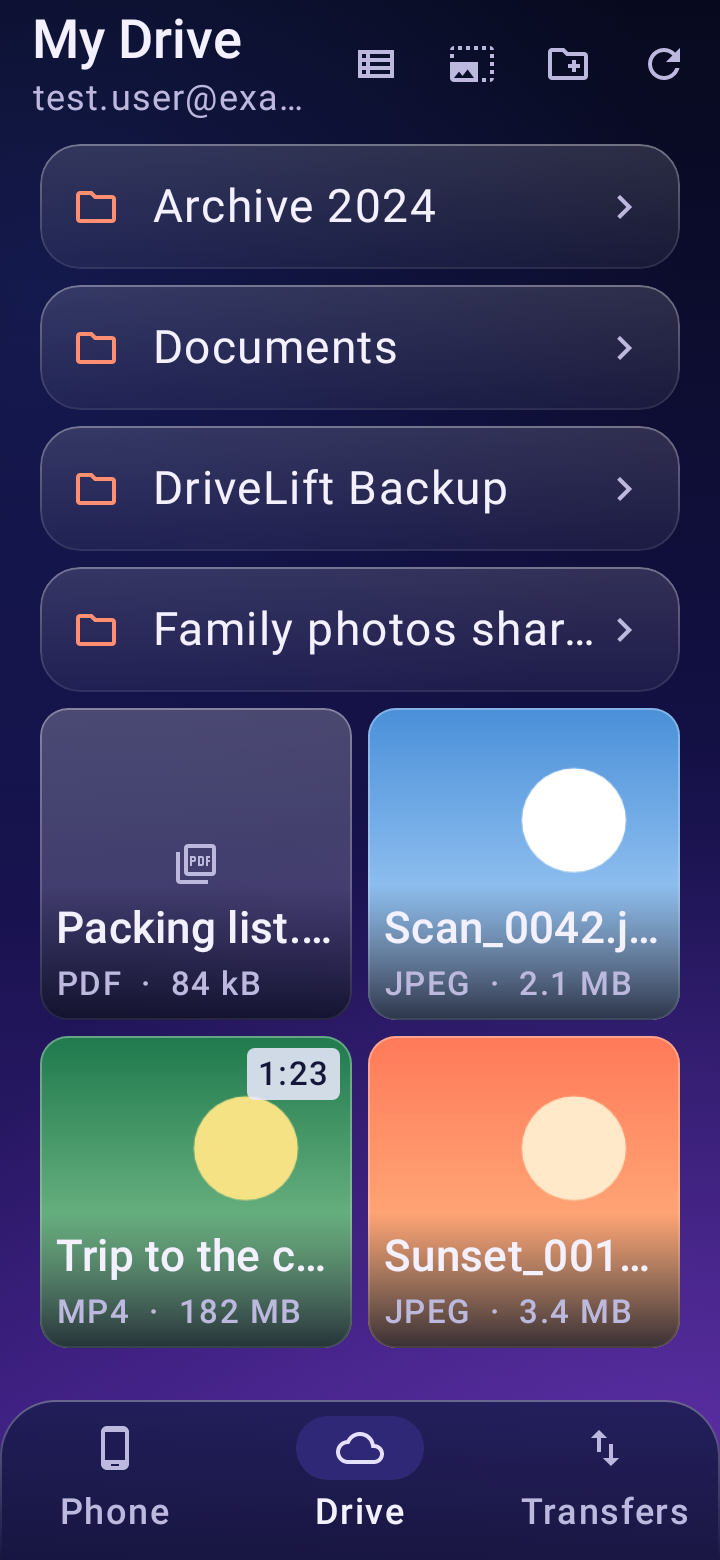 My Drive
test.user@exa…
Archive 2024
Documents
DriveLift Backup
Family photos shar…
PDF
Packing list.…
PDF · 84 kB
Scan_0042.j…
JPEG · 2.1 MB
1:23
Trip to the c…
MP4 · 182 MB
Sunset_001…
JPEG · 3.4 MB
Phone
Drive
Transfers